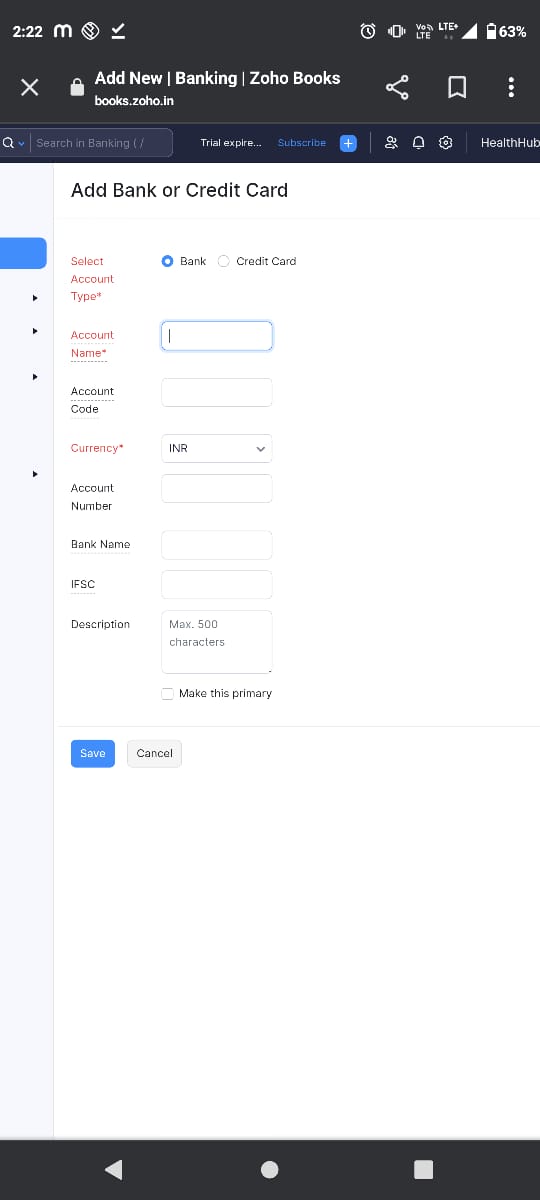 2:22
Vo LTE LTE+ 63%
Add New | Banking | Zoho Books
books.zoho.in
Search in Banking ( / Trial expire... Subscribe HealthHub
Add Bank or Credit Card
Select Account Type* Bank Credit Card
Account Name*
Account Code
Currency* INR
Account Number
Bank Name
IFSC
Description Max. 500 characters
Make this primary
Save Cancel